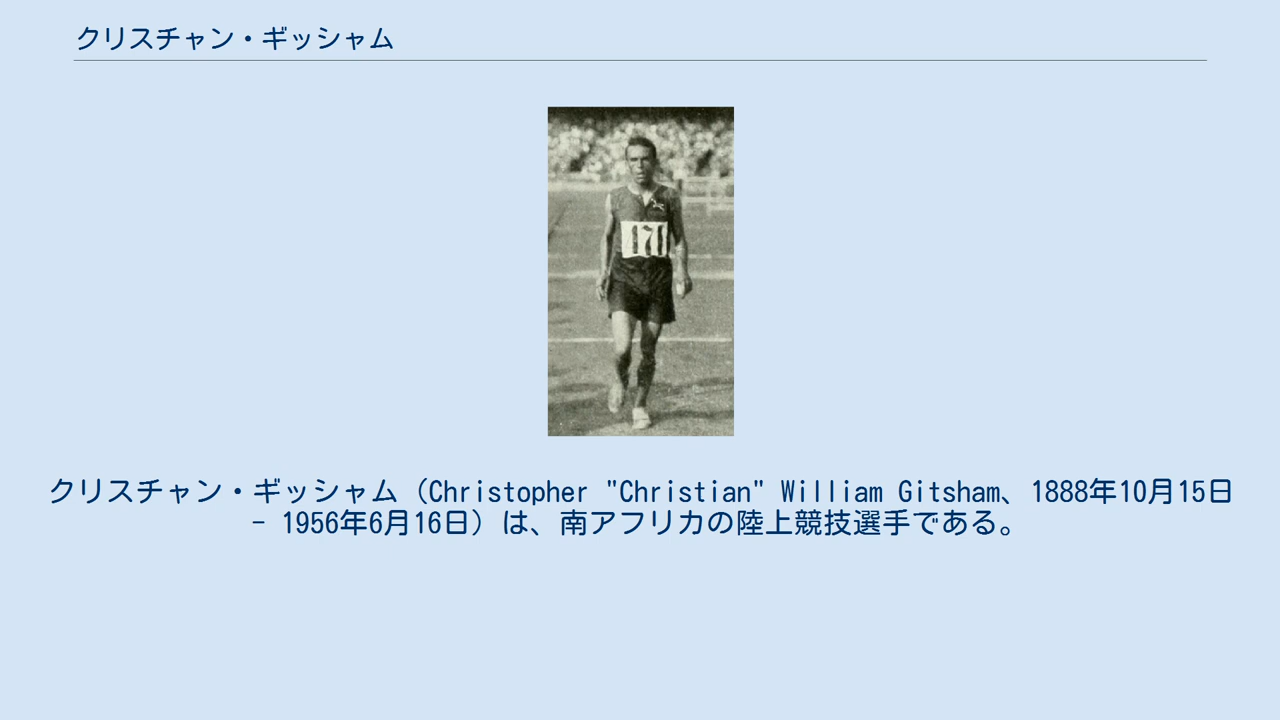 クリスチャン・ギッシャム
クリスチャン・ギッシャム（Christopher "Christian" William Gitsham、1888年10月15日
- 1956年6月16日）は、南アフリカの陸上競技選手である。